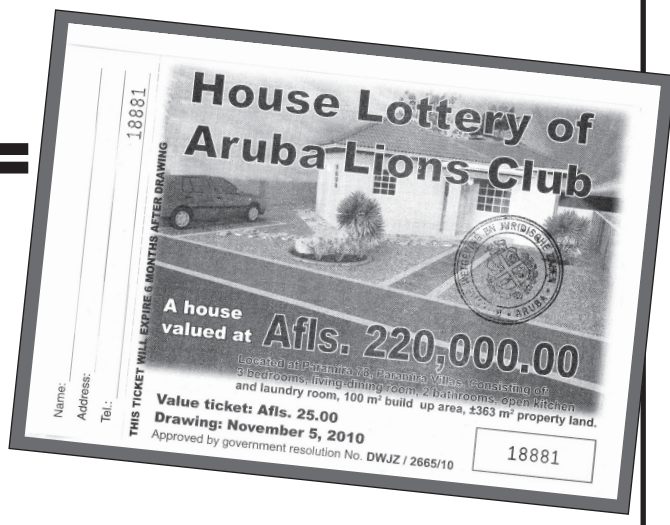 Name:
Address:
Tel.:
18881
THIS TICKET WILL EXPIRE 6 MONTHS AFTER DRAWING
House Lottery of
Aruba Lions Club
ARUBA
A house
valued at
Afls. 220,000.00
Located at Paranira 78, Paranira Villas, consisting of:
3 bedrooms, living-dining room, 2 bathrooms, open kitchen
and laundry room, 100 m² build up area, ±363 m² property land.
Value ticket: Afls. 25.00
Drawing: November 5, 2010
Approved by government resolution No. DWJZ / 2665/10
18881